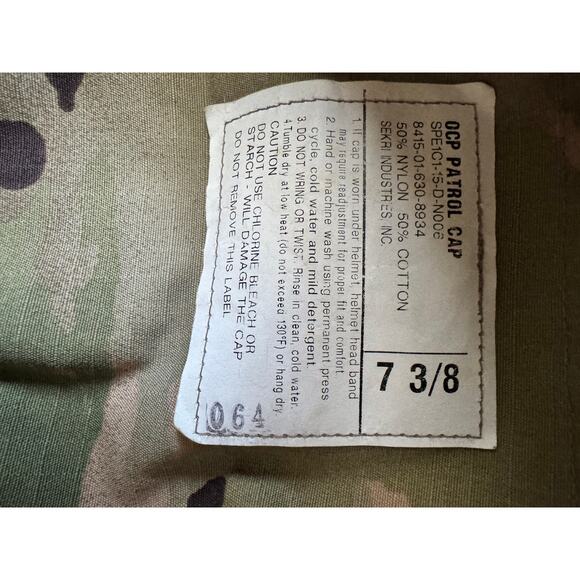 OCP PATROL CAP
SPE1C1-15-D-N006
8415-01-630-8934
50% NYLON 50% COTTON
SEKRI INDUSTRIES, INC.
7 3/8
1. If cap is worn under helmet, helmet head band
may require readjustment for proper fit and comfort.
2. Hand or machine wash using permanent press
cycle, cold water and mild detergent.
3. DO NOT WRING OR TWIST. Rinse in clean, cold water.
4. Tumble dry at low heat (do not exceed 130°F) or hang dry.
CAUTION
DO NOT USE CHLORINE BLEACH OR
STARCH - WILL DAMAGE THE CAP
DO NOT REMOVE THIS LABEL
064